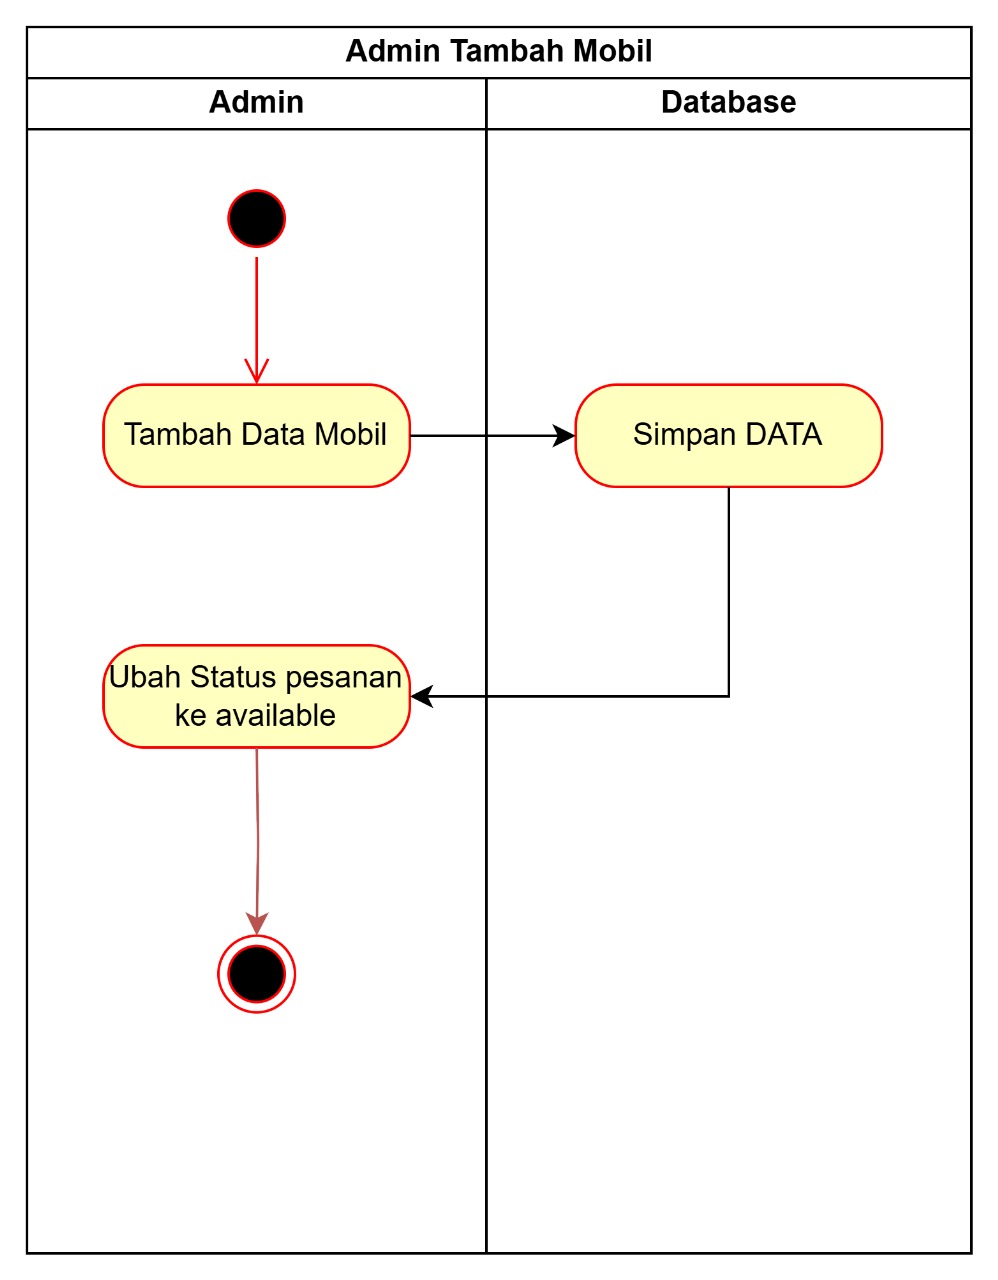 Admin Tambah Mobil
Admin
Database
Tambah Data Mobil
Simpan DATA
Ubah Status pesanan
ke available